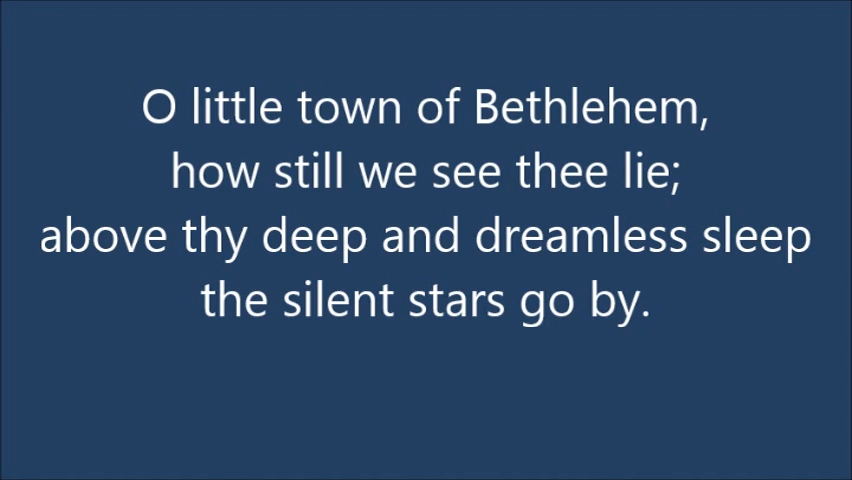 O little town of Bethlehem,
how still we see thee lie;
above thy deep and dreamless sleep
the silent stars go by.